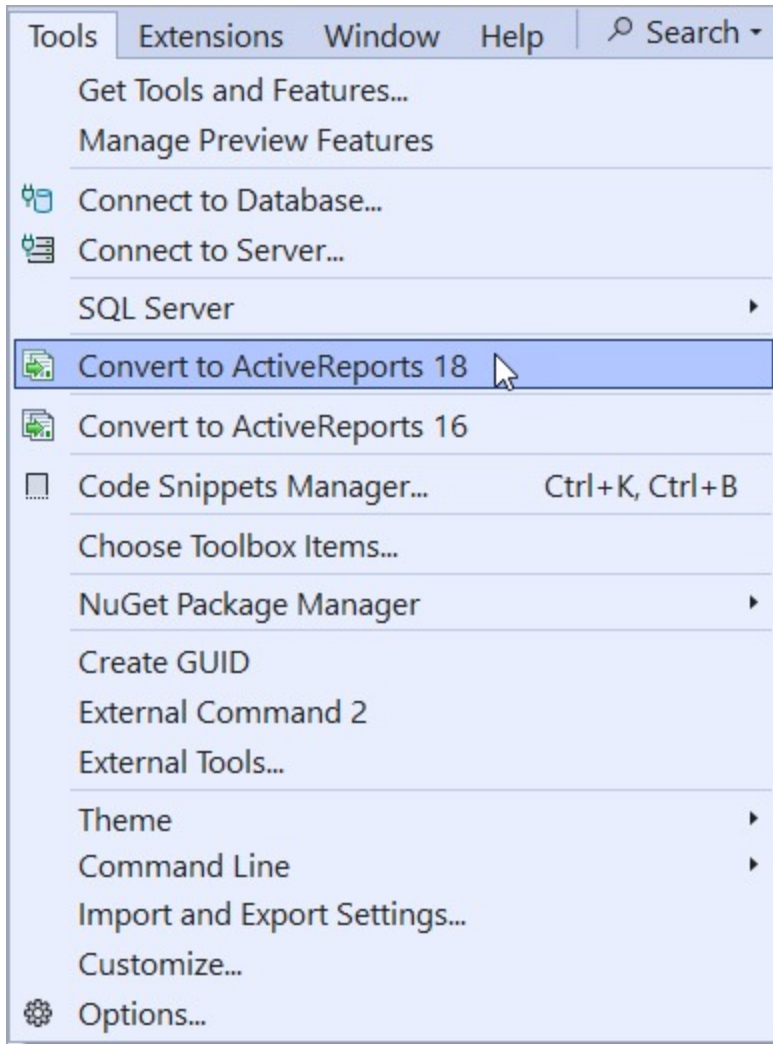 Tools Extensions Window Help Search
Get Tools and Features...
Manage Preview Features
Connect to Database...
Connect to Server...
SQL Server
Convert to ActiveReports 18
Convert to ActiveReports 16
Code Snippets Manager... Ctrl+K, Ctrl+B
Choose Toolbox Items...
NuGet Package Manager
Create GUID
External Command 2
External Tools...
Theme
Command Line
Import and Export Settings...
Customize...
Options...